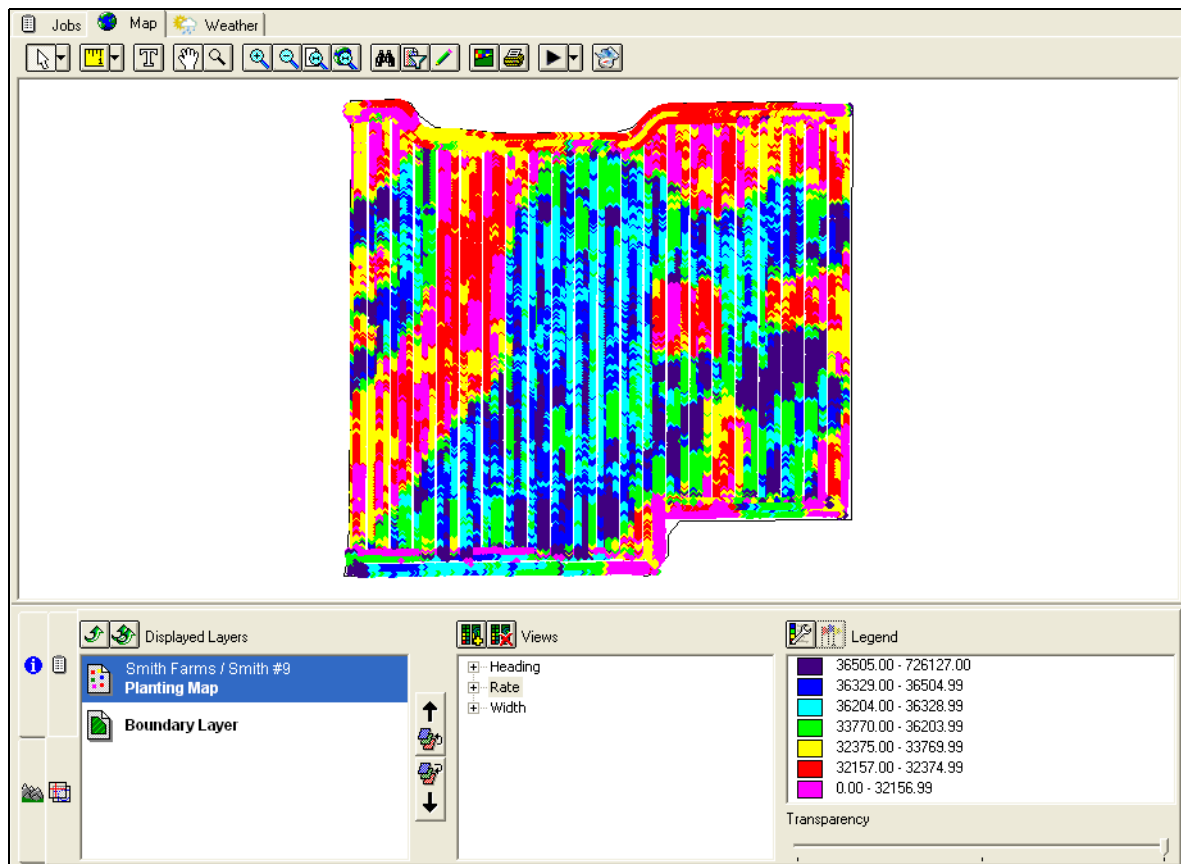 Jobs Map Weather
Displayed Layers
Smith Farms / Smith #9
Planting Map
Boundary Layer
Views
Heading
Rate
Width
Legend
36505.00 - 726127.00
36329.00 - 36504.99
36204.00 - 36328.99
33770.00 - 36203.99
32375.00 - 33769.99
32157.00 - 32374.99
0.00 - 32156.99
Transparency